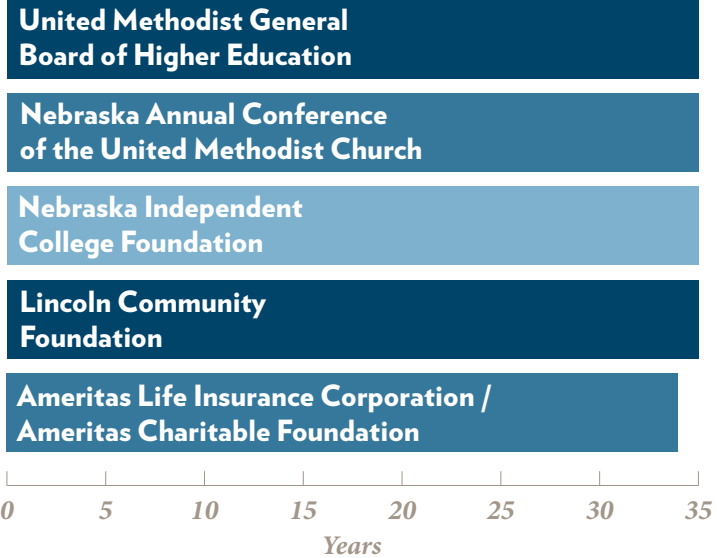 United Methodist General
Board of Higher Education
Nebraska Annual Conference
of the United Methodist Church
Nebraska Independent
College Foundation
Lincoln Community
Foundation
Ameritas Life Insurance Corporation /
Ameritas Charitable Foundation
0 5 10 15 20 25 30 35
Years